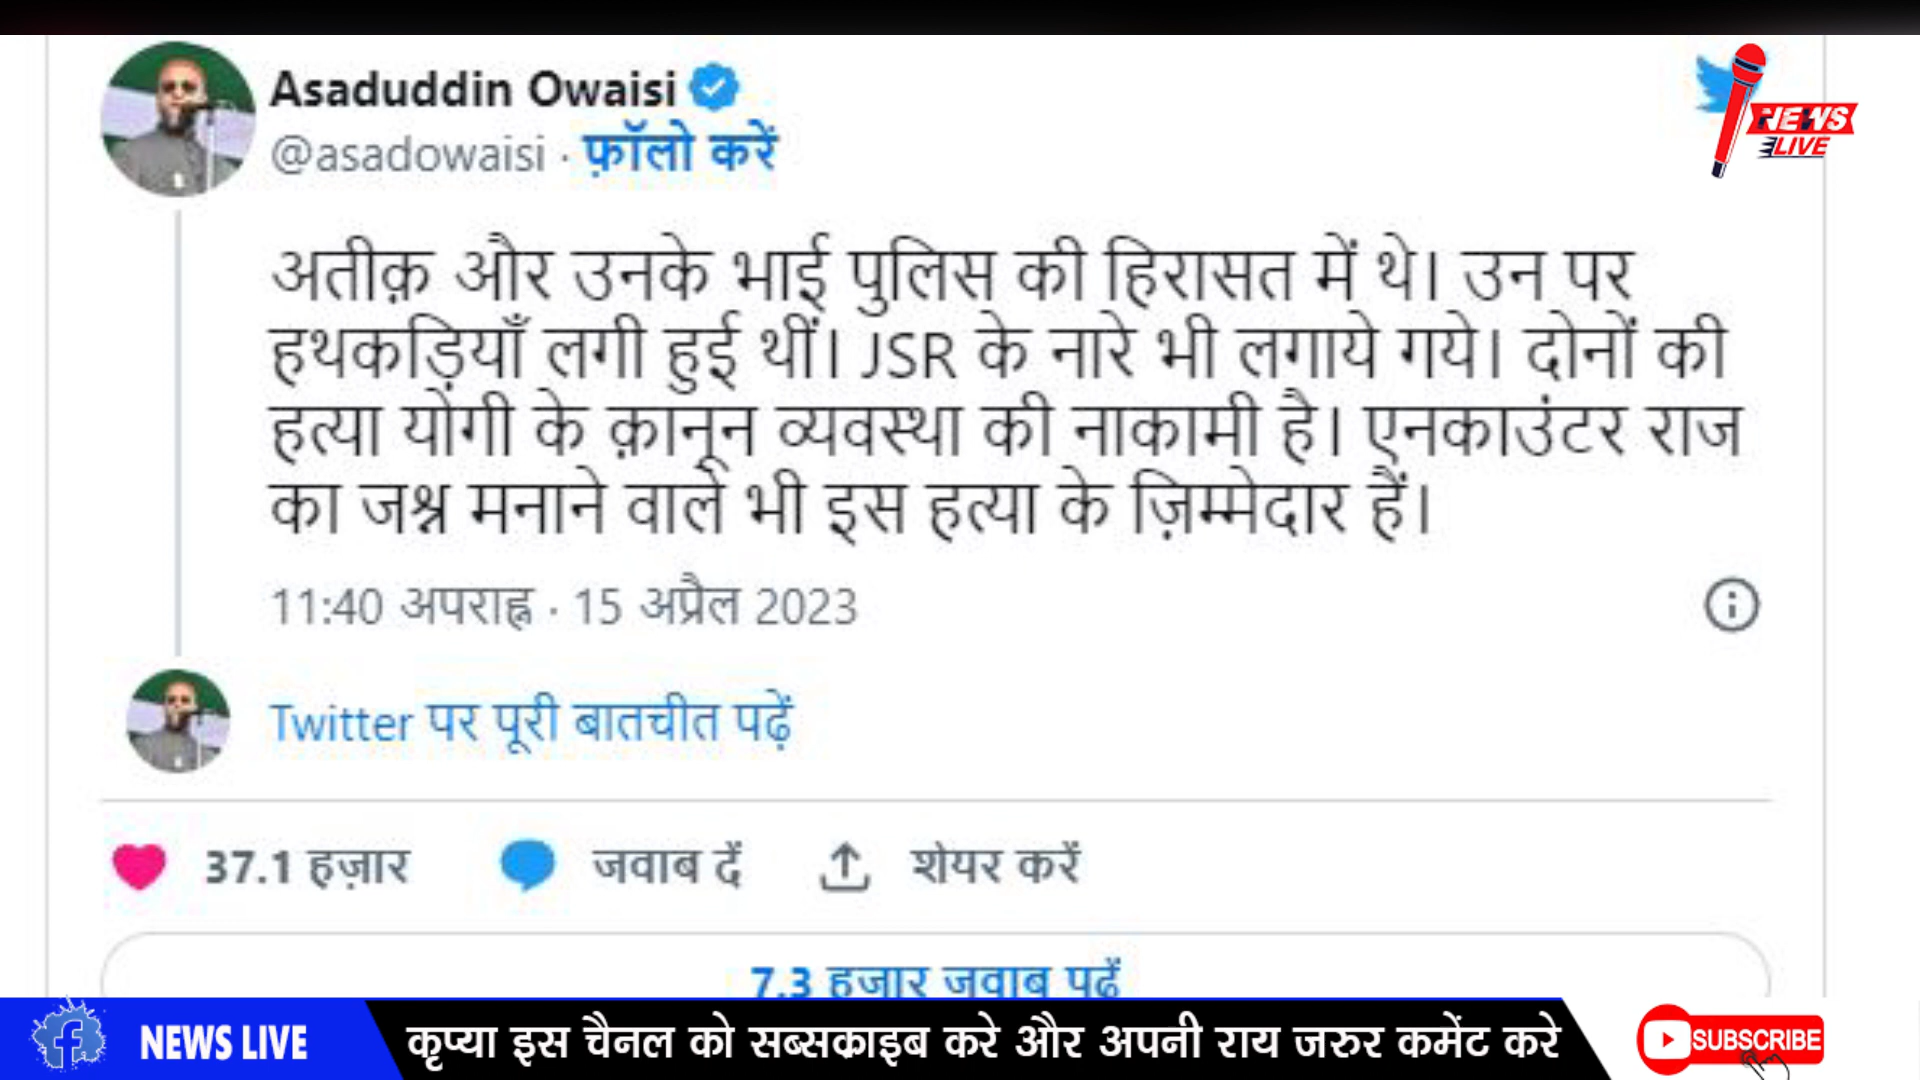 Asaduddin Owaisi
@asadowaisi · फ़ॉलो करें
NEWS
LIVE
अतीक़ और उनके भाई पुलिस की हिरासत में थे। उन पर
हथकड़ियाँ लगी हुई थीं। JSR के नारे भी लगाये गये। दोनों की
हत्या योगी के क़ानून व्यवस्था की नाकामी है। एनकाउंटर राज
का जश्न मनाने वाले भी इस हत्या के ज़िम्मेदार हैं।
11:40 अपराह्न · 15 अप्रैल 2023
Twitter पर पूरी बातचीत पढ़ें
37.1 हज़ार जवाब दें शेयर करें
7.3 हज़ार जवाब पढ़ें
NEWS LIVE कृप्या इस चैनल को सब्सक्राइब करे और अपनी राय जरुर कमेंट करे SUBSCRIBE